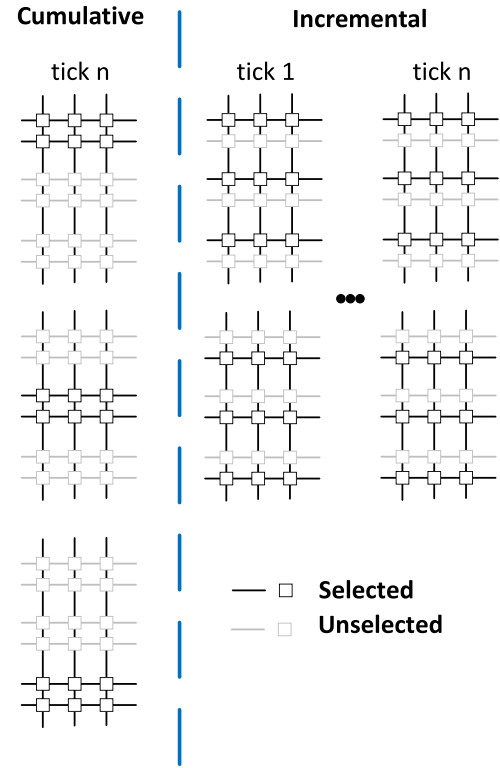 Cumulative
Incremental
tick n
tick 1
tick n
Selected
Unselected